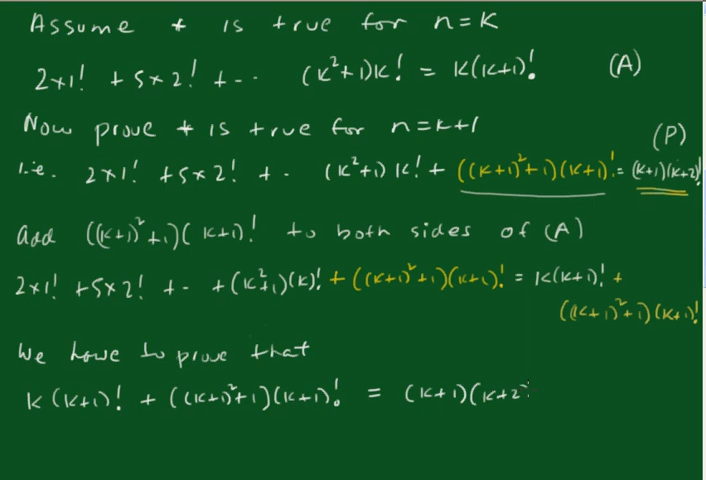 Assume * is true for n=K
2×1! + 5×2! + -- (K²+1)K! = K(K+1)! (A)
Now prove * is true for n=K+1 (P)
i.e. 2×1! + 5×2! + - (K²+1) K! + ((K+1)²+1)(K+1)! = (K+1)(K+2)!
add ((K+1)²+1)(K+1)! to both sides of (A)
2×1! + 5×2! + -- + (K²+1)(K)! + ((K+1)²+1)(K+1)! = K(K+1)! +
((K+1)²+1)(K+1)!
We have to prove that
K(K+1)! + ((K+1)²+1)(K+1)! = (K+1)(K+2)